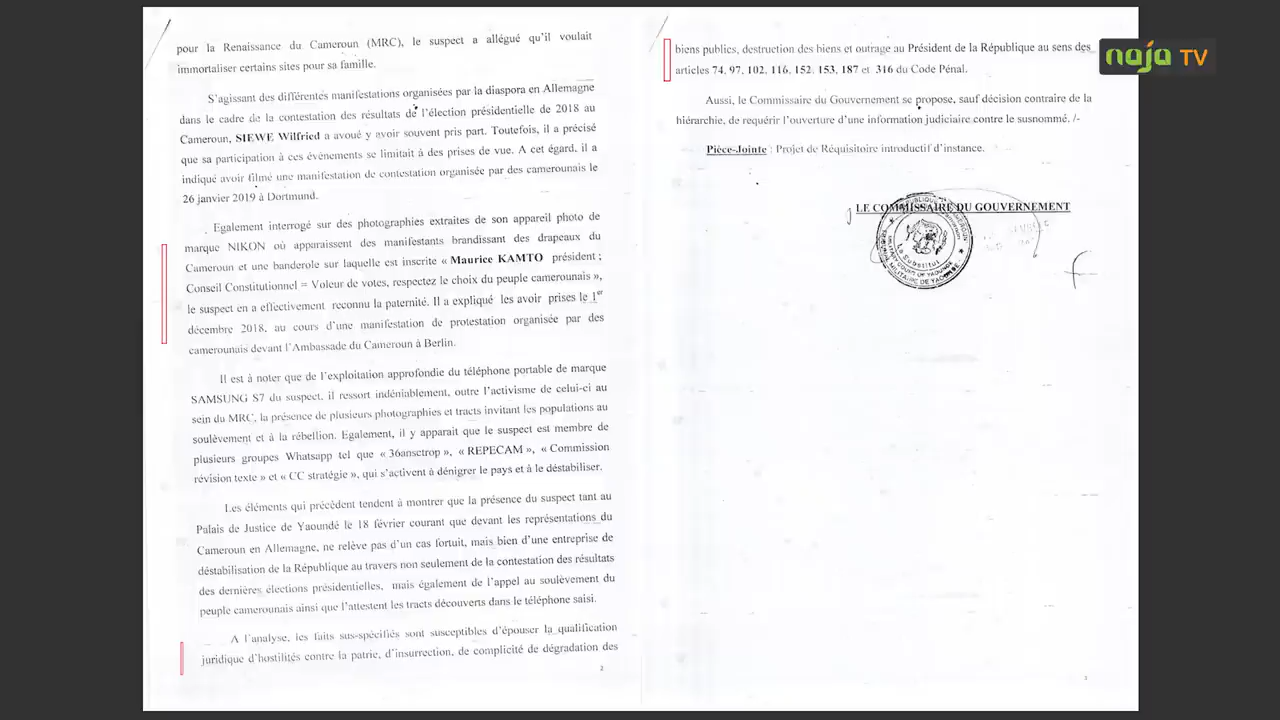 pour la Renaissance du Cameroun (MRC), le suspect a allégué qu'il voulait
immortaliser certains sites pour sa famille.
S'agissant des différentes manifestations organisées par la diaspora en Allemagne
dans le cadre de la contestation des résultats de l'élection présidentielle de 2018 au
Cameroun, SIEWE Wilfried a avoué y avoir souvent pris part. Toutefois, il a précisé
que sa participation à ces événements se limitait à des prises de vue. A cet égard, il a
indiqué avoir filmé une manifestation de contestation organisée par des camerounais le
26 janvier 2019 à Dortmund.
Egalement interrogé sur des photographies extraites de son appareil photo de
marque NIKON où apparaissent des manifestants brandissant des drapeaux du
Cameroun et une banderole sur laquelle est inscrite « Maurice KAMTO président ;
Conseil Constitutionnel = Voleur de votes, respectez le choix du peuple camerounais »,
le suspect en a effectivement reconnu la paternité. Il a expliqué les avoir prises le 1er
décembre 2018, au cours d'une manifestation de protestation organisée par des
camerounais devant l'Ambassade du Cameroun à Berlin.
Il est à noter que de l'exploitation approfondie du téléphone portable de marque
SAMSUNG S7 du suspect, il ressort indéniablement, outre l'activisme de celui-ci au
sein du MRC, la présence de plusieurs photographies et tracts invitant les populations au
soulèvement et à la rébellion. Egalement, il y apparait que le suspect est membre de
plusieurs groupes Whatsapp tel que « 36ansctrop », « REPECAM », « Commission
révision texte » et « CC stratégie », qui s'activent à dénigrer le pays et à le déstabiliser.
Les éléments qui précèdent tendent à montrer que la présence du suspect tant au
Palais de Justice de Yaoundé le 18 février courant que devant les représentations du
Cameroun en Allemagne, ne relève pas d'un cas fortuit, mais bien d'une entreprise de
déstabilisation de la République au travers non seulement de la contestation des résultats
des dernières élections présidentielles, mais également de l'appel au soulèvement du
peuple camerounais ainsi que l'attestent les tracts découverts dans le téléphone saisi.
A l'analyse, les faits sus-spécifiés sont susceptibles d'épouser la qualification
juridique d'hostilités contre la patrie, d'insurrection, de complicité de dégradation des
2
biens publics, destruction des biens et outrage au Président de la République au sens des
articles 74, 97, 102, 116, 152, 153, 187 et 316 du Code Pénal.
Aussi, le Commissaire du Gouvernement se propose, sauf décision contraire de la
hiérarchie, de requérir l'ouverture d'une information judiciaire contre le susnommé. /-
Pièce-Jointe : Projet de Réquisitoire introductif d'instance.
LE COMMISSAIRE DU GOUVERNEMENT
Le Substitut
MILITARY COURT OF YAOUNDE
naja TV